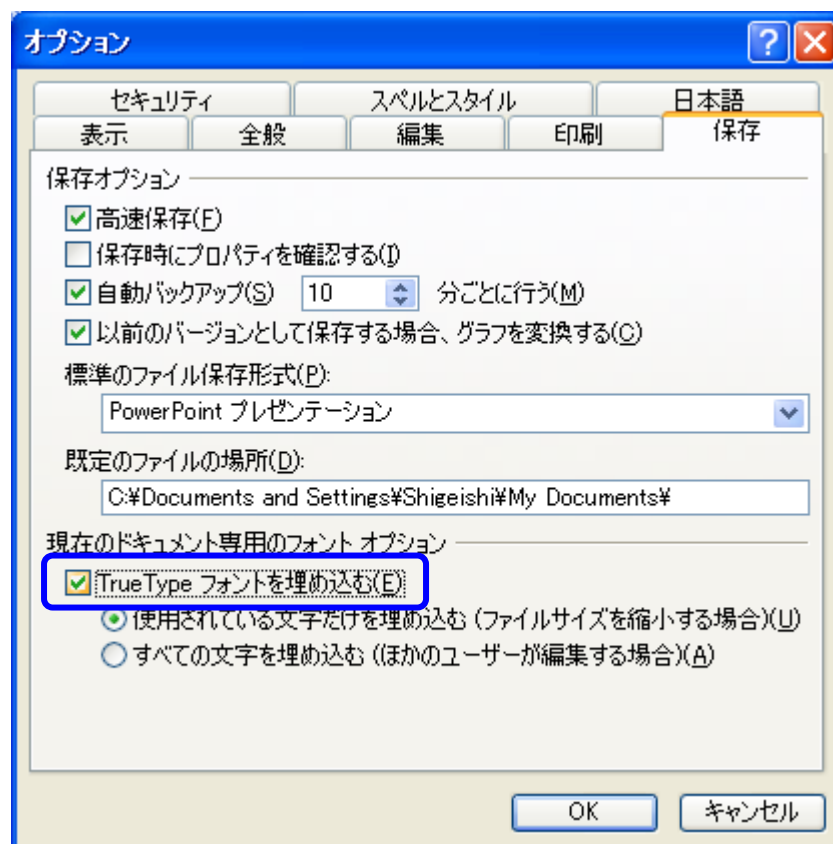 オプション
セキュリティ スペルとスタイル 日本語
表示 全般 編集 印刷 保存
保存オプション
高速保存(F)
保存時にプロパティを確認する(I)
自動バックアップ(S) 10 分ごとに行う(M)
以前のバージョンとして保存する場合、グラフを変換する(C)
標準のファイル保存形式(P):
PowerPoint プレゼンテーション
既定のファイルの場所(D):
C:¥Documents and Settings¥Shigeishi¥My Documents¥
現在のドキュメント専用のフォント オプション
TrueType フォントを埋め込む(E)
使用されている文字だけを埋め込む (ファイルサイズを縮小する場合)(U)
すべての文字を埋め込む (ほかのユーザーが編集する場合)(A)
OK キャンセル